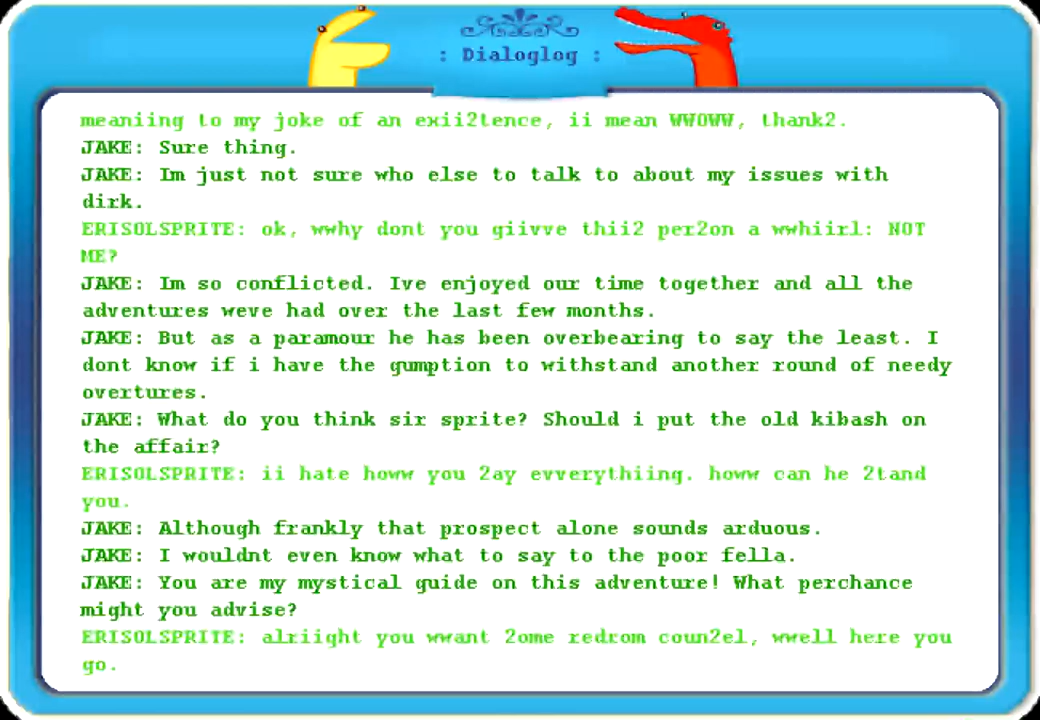 : Dialoglog :
meaniing to my joke of an exii2tence, ii mean WWOWW, thank2.
JAKE: Sure thing.
JAKE: Im just not sure who else to talk to about my issues with
dirk.
ERISOLSPRITE: ok, wwhy dont you giivve thii2 per2on a wwhiirl: NOT
ME?
JAKE: Im so conflicted. Ive enjoyed our time together and all the
adventures weve had over the last few months.
JAKE: But as a paramour he has been overbearing to say the least. I
dont know if i have the gumption to withstand another round of needy
overtures.
JAKE: What do you think sir sprite? Should i put the old kibash on
the affair?
ERISOLSPRITE: ii hate howw you 2ay evverythiing. howw can he 2tand
you.
JAKE: Although frankly that prospect alone sounds arduous.
JAKE: I wouldnt even know what to say to the poor fella.
JAKE: You are my mystical guide on this adventure! What perchance
might you advise?
ERISOLSPRITE: alriight you wwant 2ome redrom coun2el, wwell here you
go.